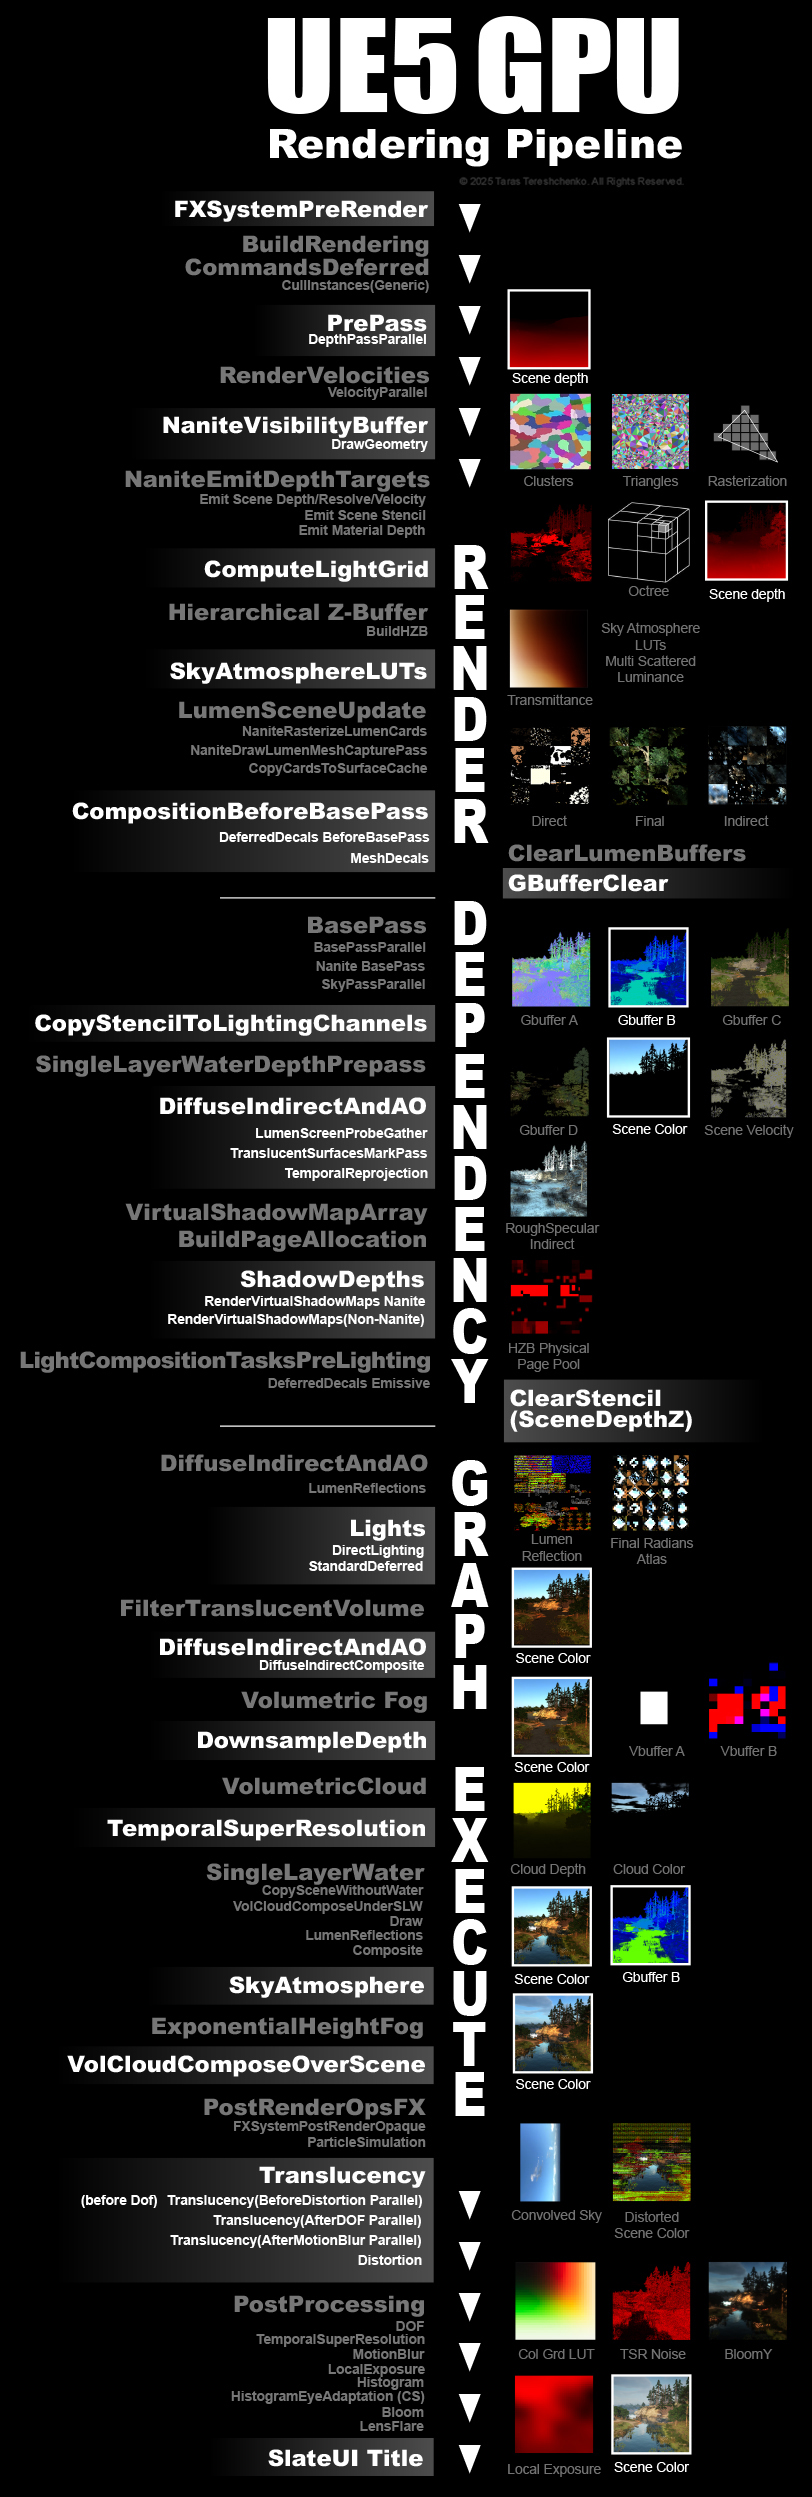 UE5 GPU
Rendering Pipeline
© 2025 Taras Tereshchenko. All Rights Reserved.
FXSystemPreRender
BuildRendering
CommandsDeferred
CullInstances(Generic)
PrePass
DepthPassParallel
Scene depth
RenderVelocities
VelocityParallel
NaniteVisibilityBuffer
DrawGeometry
Clusters
Triangles
Rasterization
NaniteEmitDepthTargets
Emit Scene Depth/Resolve/Velocity
Emit Scene Stencil
Emit Material Depth
Octree
Scene depth
ComputeLightGrid
Hierarchical Z-Buffer
BuildHZB
SkyAtmosphereLUTs
Transmittance
Sky Atmosphere
LUTs
Multi Scattered
Luminance
LumenSceneUpdate
NaniteRasterizeLumenCards
NaniteDrawLumenMeshCapturePass
CopyCardsToSurfaceCache
Direct
Final
Indirect
CompositionBeforeBasePass
DeferredDecals BeforeBasePass
MeshDecals
ClearLumenBuffers
GBufferClear
RENDER
DEPENDENCY
GRAPH
EXECUTE
BasePass
BasePassParallel
Nanite BasePass
SkyPassParallel
Gbuffer A
Gbuffer B
Gbuffer C
CopyStencilToLightingChannels
SingleLayerWaterDepthPrepass
Gbuffer D
Scene Color
Scene Velocity
DiffuseIndirectAndAO
LumenScreenProbeGather
TranslucentSurfacesMarkPass
TemporalReprojection
RoughSpecular
Indirect
VirtualShadowMapArray
BuildPageAllocation
ShadowDepths
RenderVirtualShadowMaps Nanite
RenderVirtualShadowMaps(Non-Nanite)
HZB Physical
Page Pool
LightCompositionTasksPreLighting
DeferredDecals Emissive
ClearStencil
(SceneDepthZ)
DiffuseIndirectAndAO
LumenReflections
Lumen
Reflection
Final Radians
Atlas
Lights
DirectLighting
StandardDeferred
FilterTranslucentVolume
Scene Color
DiffuseIndirectAndAO
DiffuseIndirectComposite
Volumetric Fog
Scene Color
Vbuffer A
Vbuffer B
DownsampleDepth
VolumetricCloud
Cloud Depth
Cloud Color
TemporalSuperResolution
SingleLayerWater
CopySceneWithoutWater
VolCloudComposeUnderSLW
Draw
LumenReflections
Composite
Scene Color
Gbuffer B
SkyAtmosphere
ExponentialHeightFog
VolCloudComposeOverScene
Scene Color
PostRenderOpsFX
FXSystemPostRenderOpaque
ParticleSimulation
Convolved Sky
Distorted
Scene Color
Translucency
(before Dof) Translucency(BeforeDistortion Parallel)
Translucency(AfterDOF Parallel)
Translucency(AfterMotionBlur Parallel)
Distortion
PostProcessing
DOF
TemporalSuperResolution
MotionBlur
LocalExposure
Histogram
HistogramEyeAdaptation (CS)
Bloom
LensFlare
Col Grd LUT
TSR Noise
BloomY
Local Exposure
Scene Color
SlateUI Title